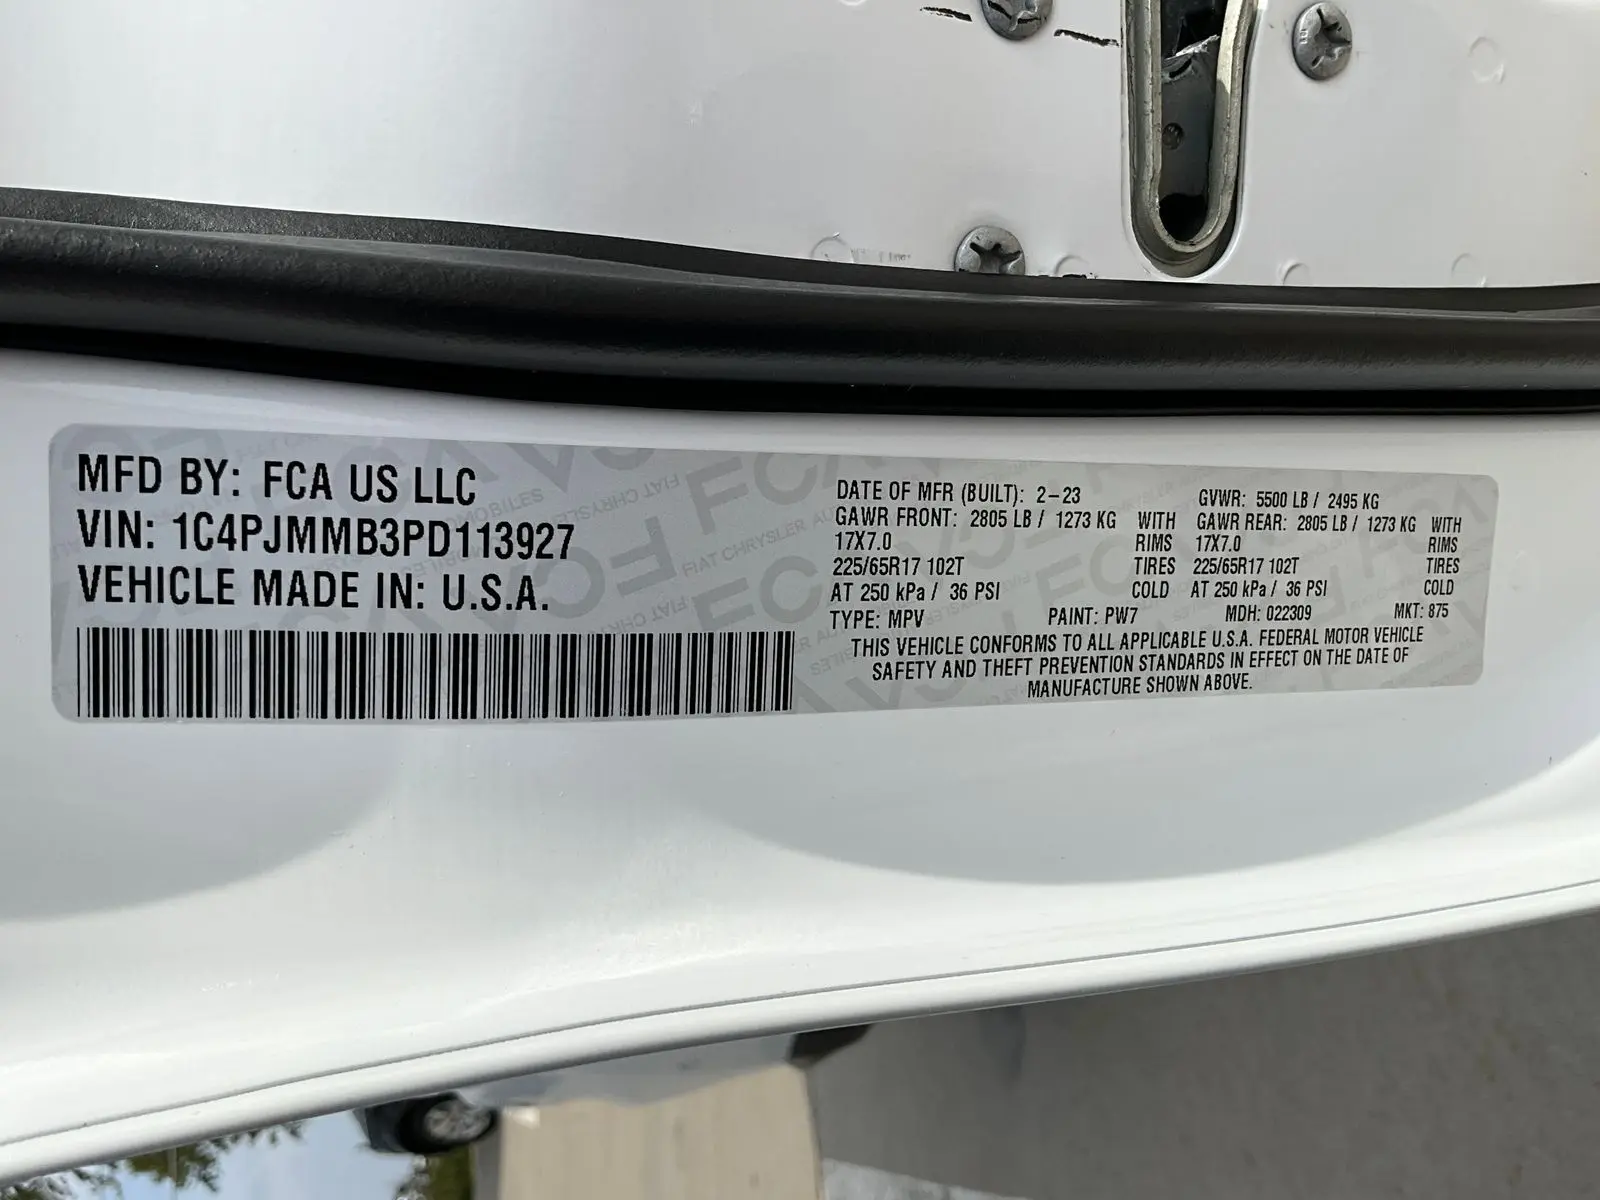 MFD BY: FCA US LLC
VIN: 1C4PJMMB3PD113927
VEHICLE MADE IN: U.S.A.
DATE OF MFR (BUILT): 2-23 GVWR: 5500 LB / 2495 KG
GAWR FRONT: 2805 LB / 1273 KG WITH GAWR REAR: 2805 LB / 1273 KG WITH
17X7.0 RIMS 17X7.0 RIMS
225/65R17 102T TIRES 225/65R17 102T TIRES
AT 250 kPa / 36 PSI COLD AT 250 kPa / 36 PSI COLD
TYPE: MPV PAINT: PW7 MDH: 022309 MKT: 875
THIS VEHICLE CONFORMS TO ALL APPLICABLE U.S.A. FEDERAL MOTOR VEHICLE
SAFETY AND THEFT PREVENTION STANDARDS IN EFFECT ON THE DATE OF
MANUFACTURE SHOWN ABOVE.